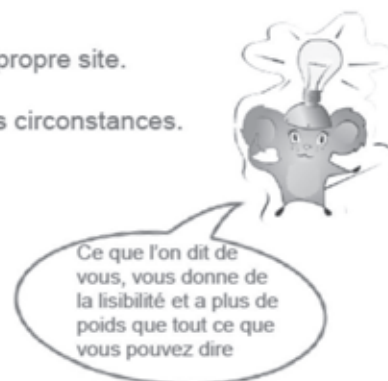 propre site.
s circonstances.
Ce que l'on dit de
vous, vous donne de
la lisibilité et a plus de
poids que tout ce que
vous pouvez dire